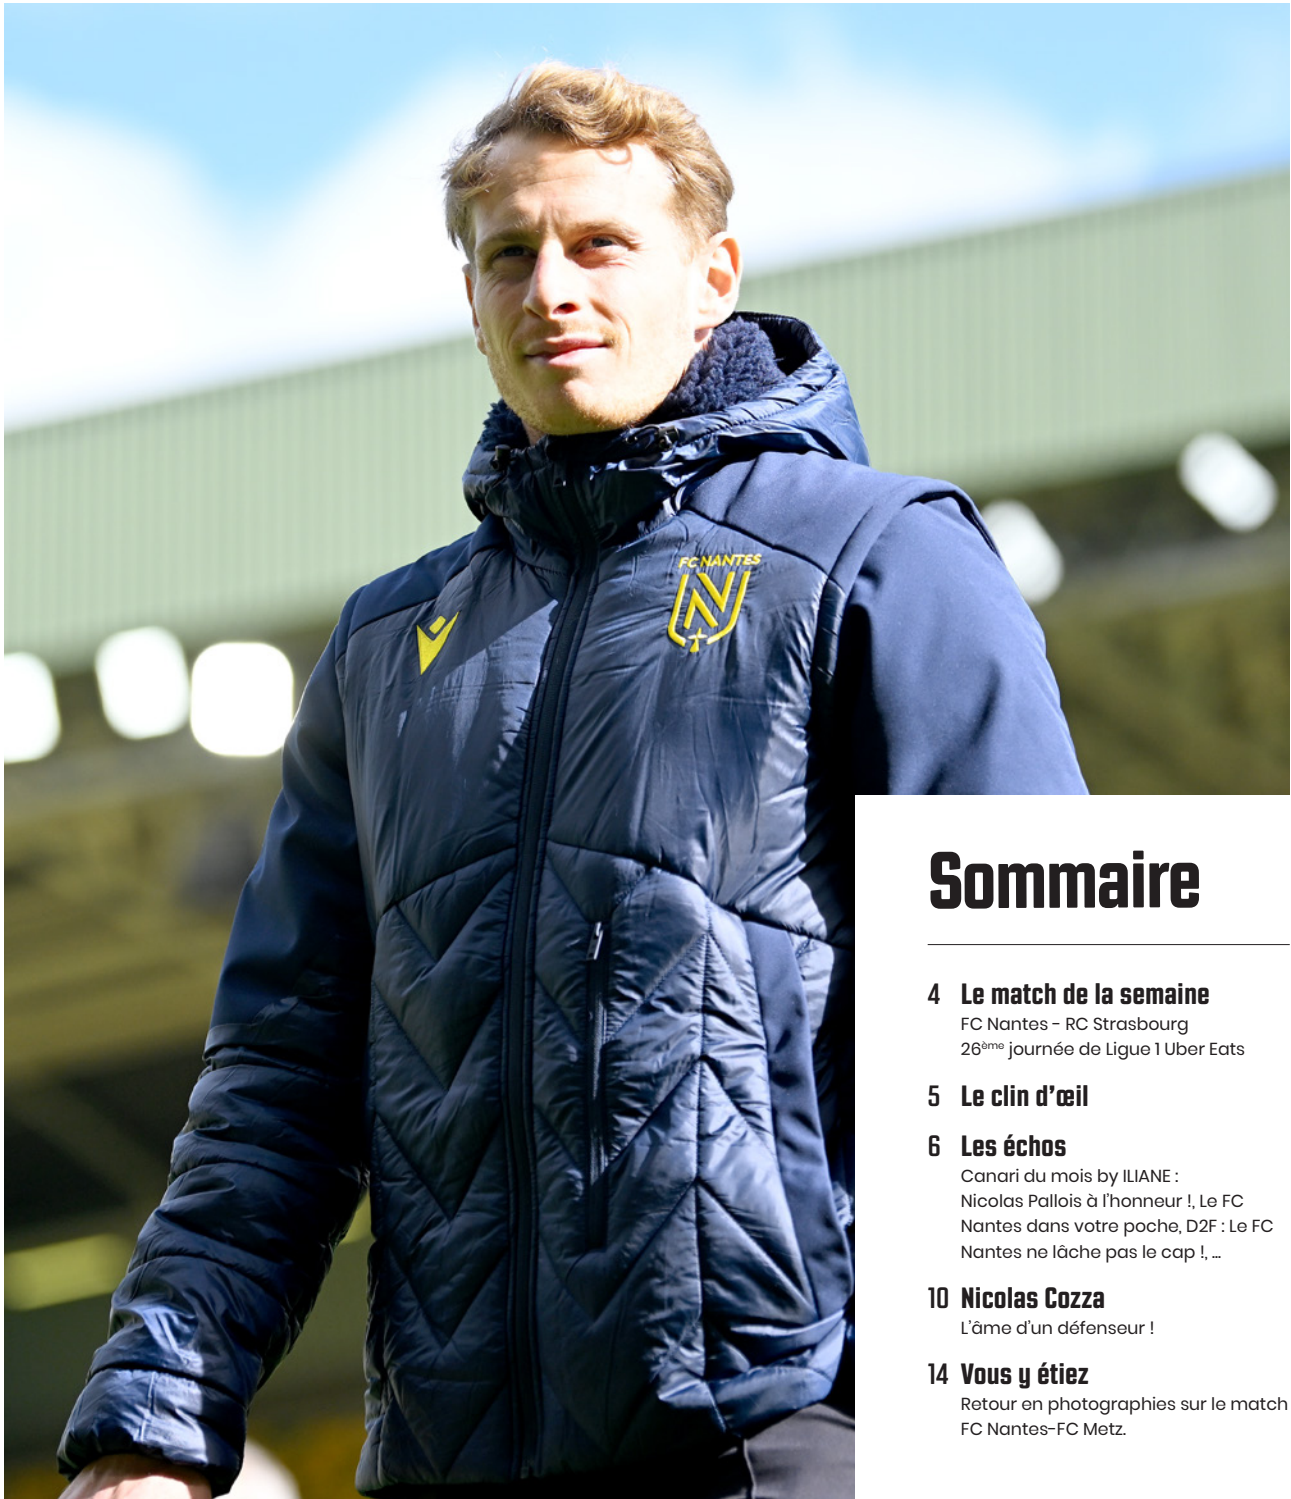 FC NANTES
Sommaire
4 Le match de la semaine
FC Nantes - RC Strasbourg
26ème journée de Ligue 1 Uber Eats
5 Le clin d'œil
6 Les échos
Canari du mois by ILIANE :
Nicolas Pallois à l'honneur !, Le FC
Nantes dans votre poche, D2F : Le FC
Nantes ne lâche pas le cap !, ...
10 Nicolas Cozza
L'âme d'un défenseur !
14 Vous y étiez
Retour en photographies sur le match
FC Nantes-FC Metz.